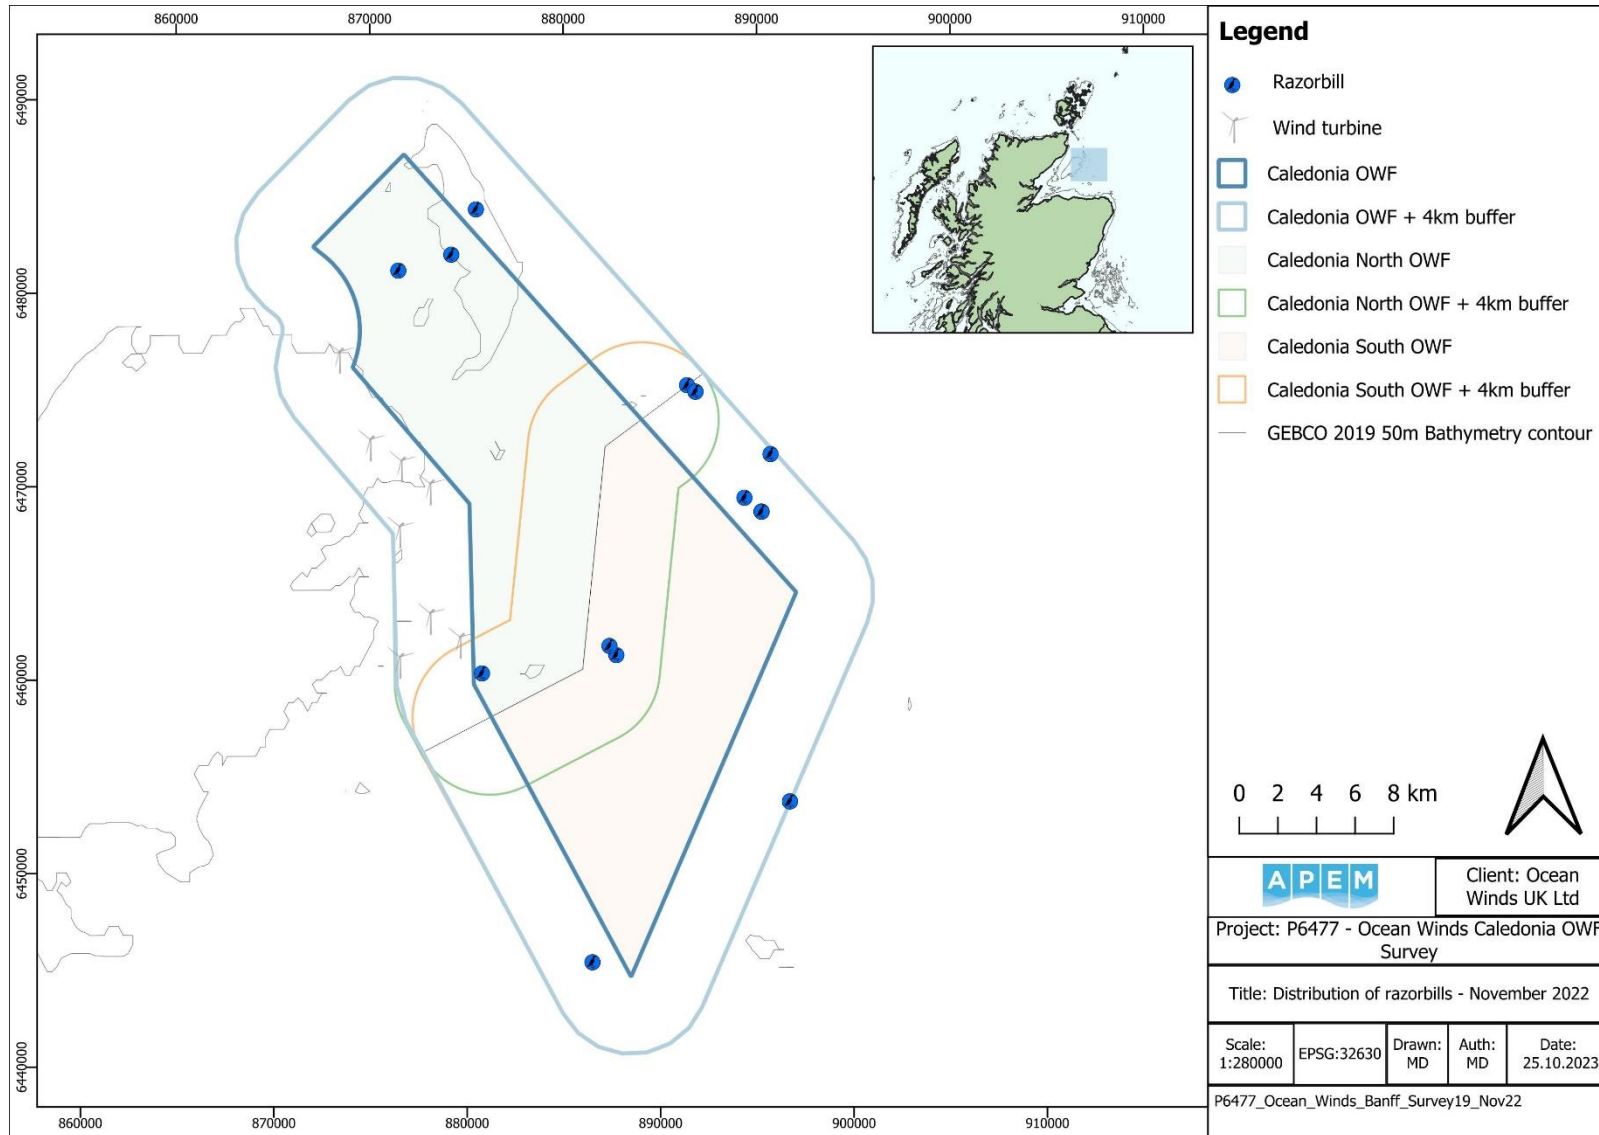 860000 870000 880000 890000 900000 910000
6490000
6480000
6470000
6460000
6450000
6440000
860000 870000 880000 890000 900000 910000
Legend
Razorbill
Wind turbine
Caledonia OWF
Caledonia OWF + 4km buffer
Caledonia North OWF
Caledonia North OWF + 4km buffer
Caledonia South OWF
Caledonia South OWF + 4km buffer
GEBCO 2019 50m Bathymetry contour
0 2 4 6 8 km
APEM
Client: Ocean
Winds UK Ltd
Project: P6477 - Ocean Winds Caledonia OWF
Survey
Title: Distribution of razorbills - November 2022
Scale:
1:280000
EPSG:32630
Drawn:
MD
Auth:
MD
Date:
25.10.2023
P6477_Ocean_Winds_Banff_Survey19_Nov22